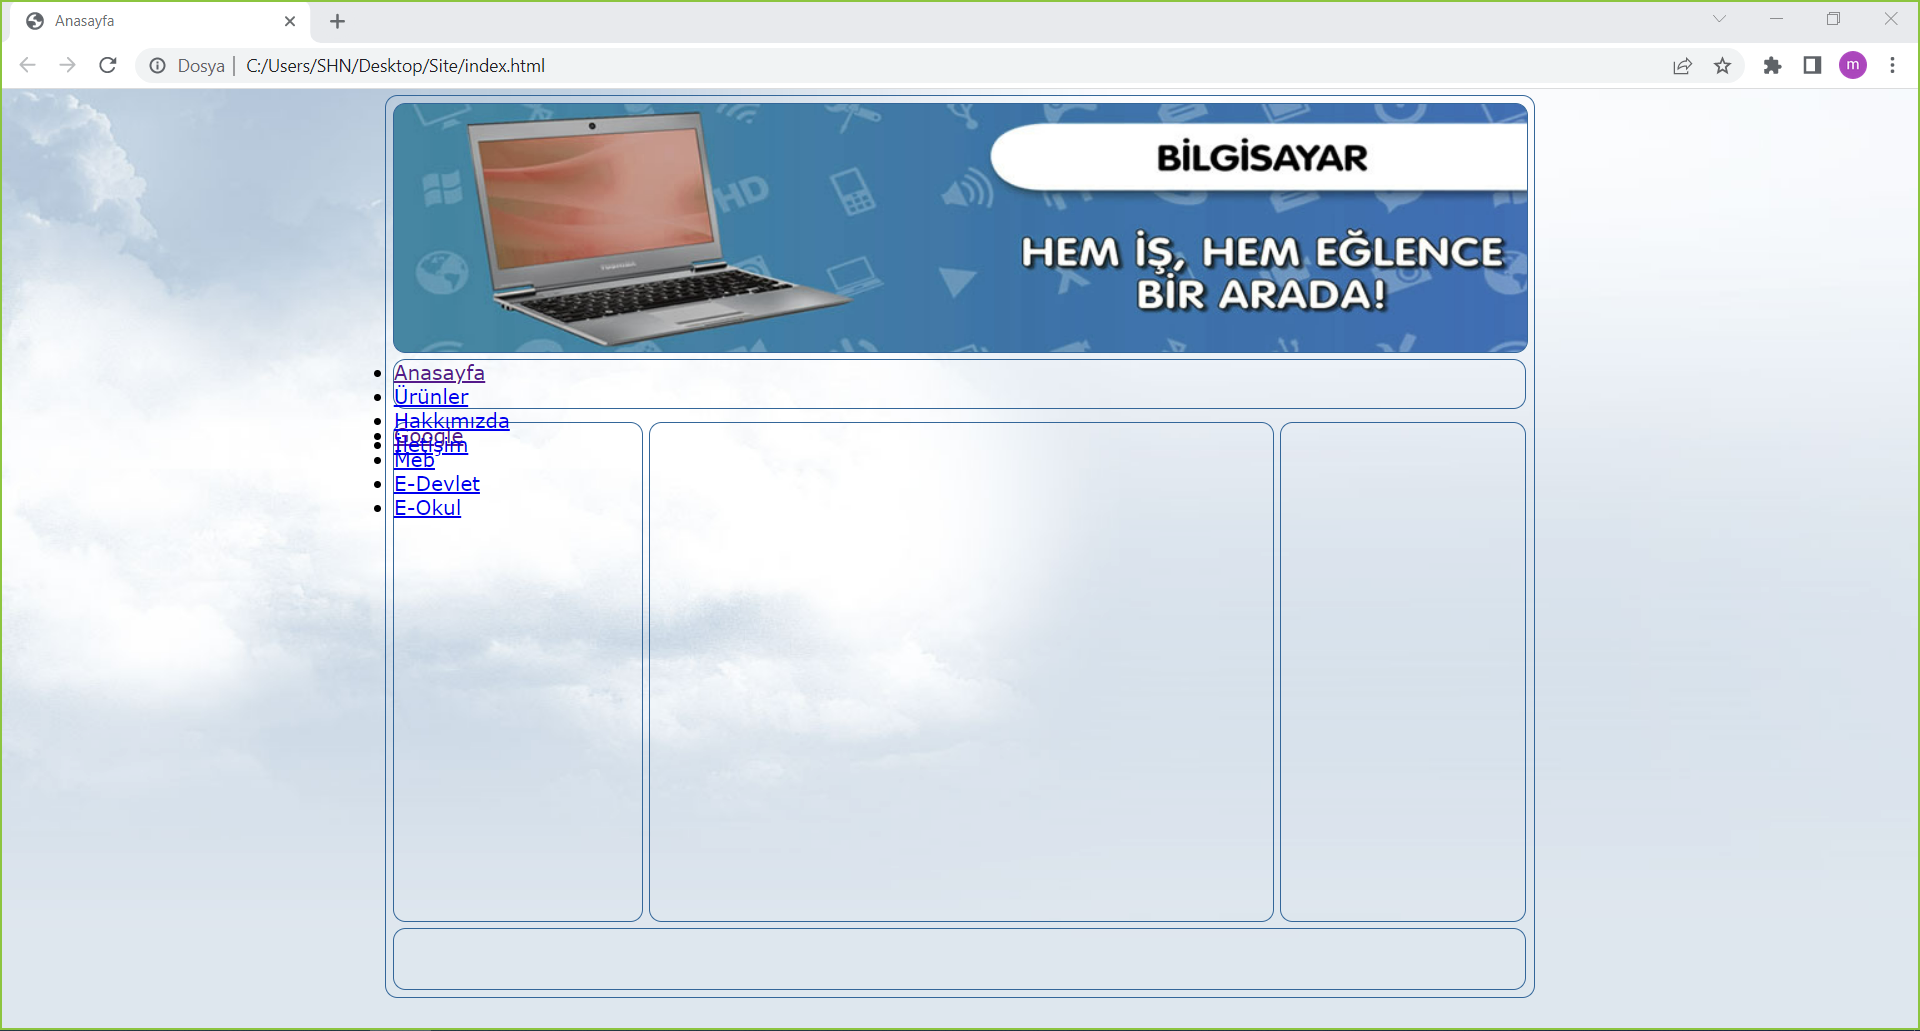 Anasayfa
Dosya | C:/Users/SHN/Desktop/Site/index.html
m
BİLGİSAYAR
HD
HEM İŞ, HEM EĞLENCE
BİR ARADA!
TOSHIBA
Anasayfa
Ürünler
Hakkımızda
Google
İletişim
Meb
E-Devlet
E-Okul